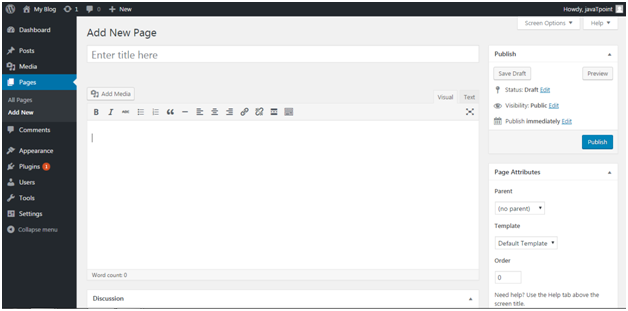 My Blog 1 0 + New Howdy, javaTpoint
Screen Options ▼ Help ▼
Dashboard
Posts
Media
Pages
All Pages
Add New
Comments
Appearance
Plugins 1
Users
Tools
Settings
Collapse menu
Add New Page
Enter title here
Add Media
Visual Text
B I ABC
Word count: 0
Discussion
Publish
Save Draft Preview
Status: Draft Edit
Visibility: Public Edit
Publish immediately Edit
Publish
Page Attributes
Parent
(no parent)
Template
Default Template
Order
0
Need help? Use the Help tab above the
screen title.